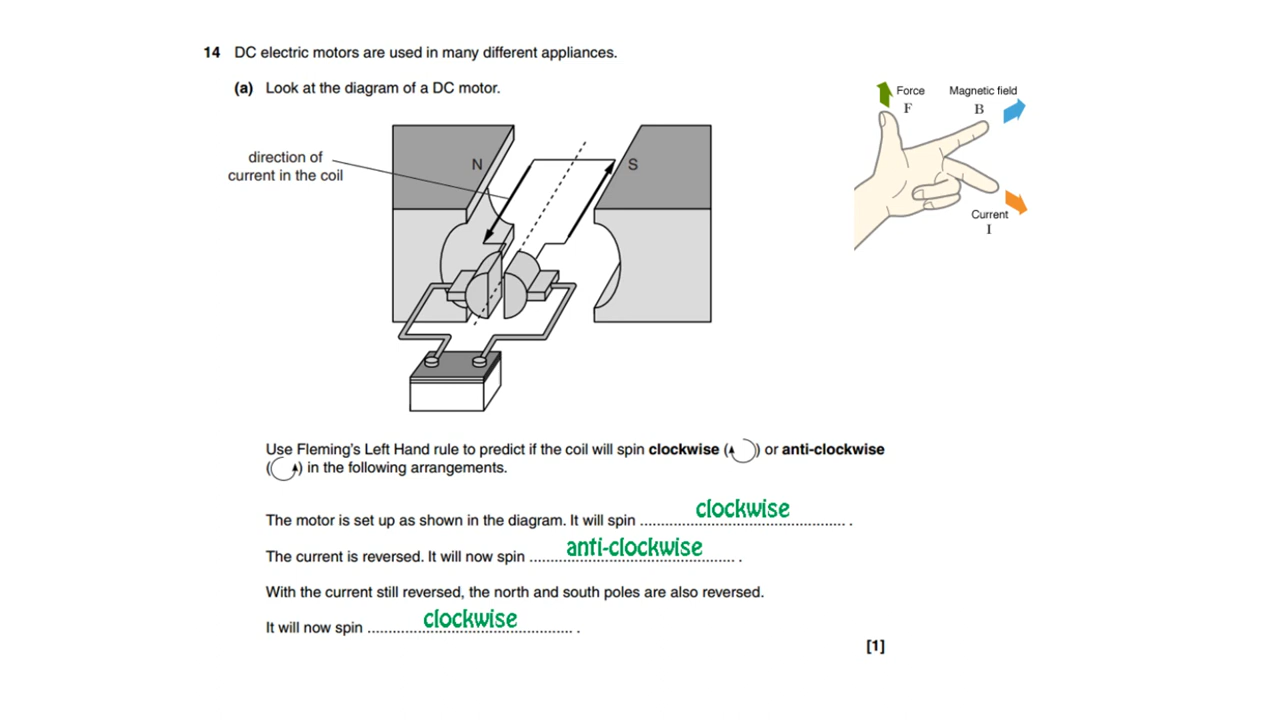 14 DC electric motors are used in many different appliances.
(a) Look at the diagram of a DC motor.
Force
F
Magnetic field
B
Current
I
direction of
current in the coil
N
S
Use Fleming's Left Hand rule to predict if the coil will spin clockwise ( ) or anti-clockwise
( ) in the following arrangements.
The motor is set up as shown in the diagram. It will spin clockwise .
The current is reversed. It will now spin anti-clockwise .
With the current still reversed, the north and south poles are also reversed.
It will now spin clockwise .
[1]